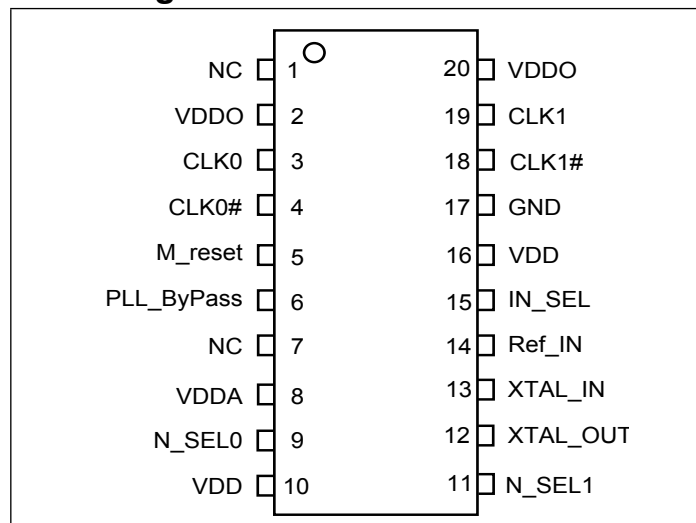 NC 1 20 VDDO
VDDO 2 19 CLK1
CLK0 3 18 CLK1#
CLK0# 4 17 GND
M_reset 5 16 VDD
PLL_ByPass 6 15 IN_SEL
NC 7 14 Ref_IN
VDDA 8 13 XTAL_IN
N_SEL0 9 12 XTAL_OUT
VDD 10 11 N_SEL1